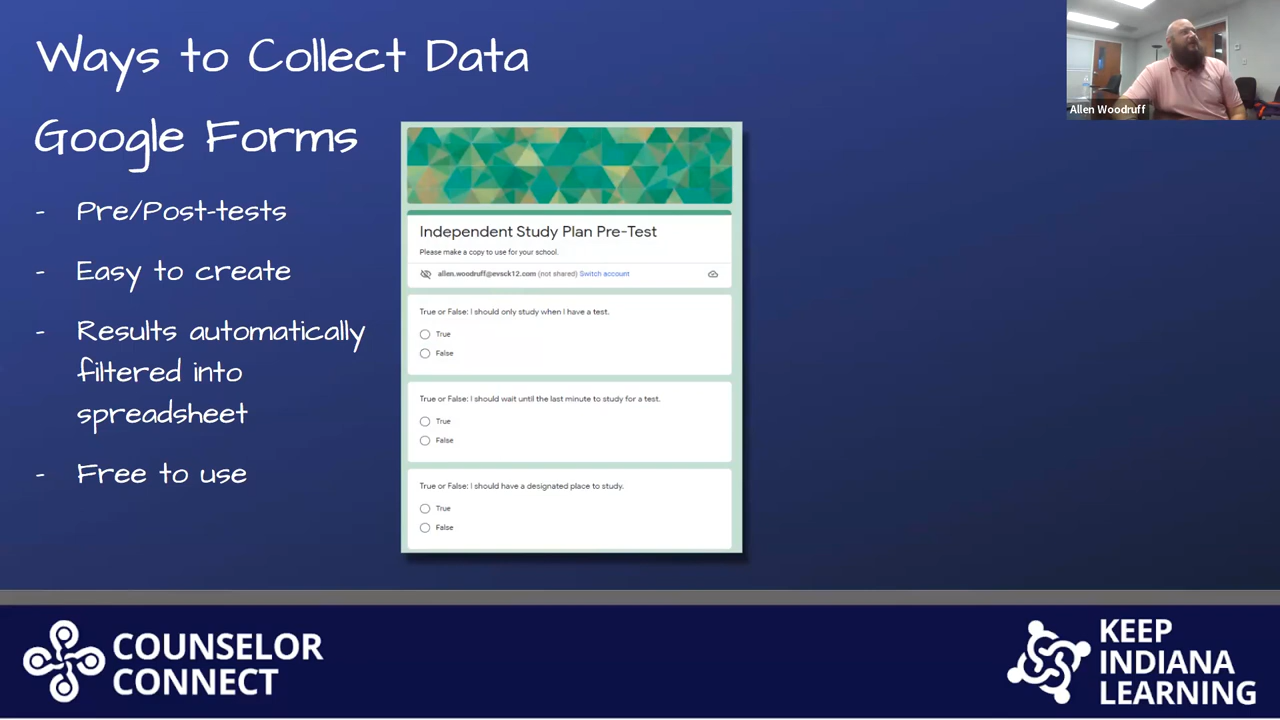 Ways to Collect Data
Google Forms
- Pre/Post-tests
- Easy to create
- Results automatically
filtered into
spreadsheet
- Free to use
Independent Study Plan Pre-Test
Please make a copy to use for your school.
allen.woodruff@evsck12.com (not shared) Switch account
True or False: I should only study when I have a test.
True
False
True or False: I should wait until the last minute to study for a test.
True
False
True or False: I should have a designated place to study.
True
False
Allen Woodruff
COUNSELOR
CONNECT
KEEP
INDIANA
LEARNING